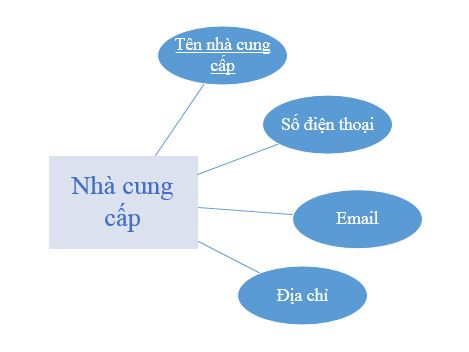 Tên nhà cung
cấp
Số điện thoại
Nhà cung
cấp
Email
Địa chỉ